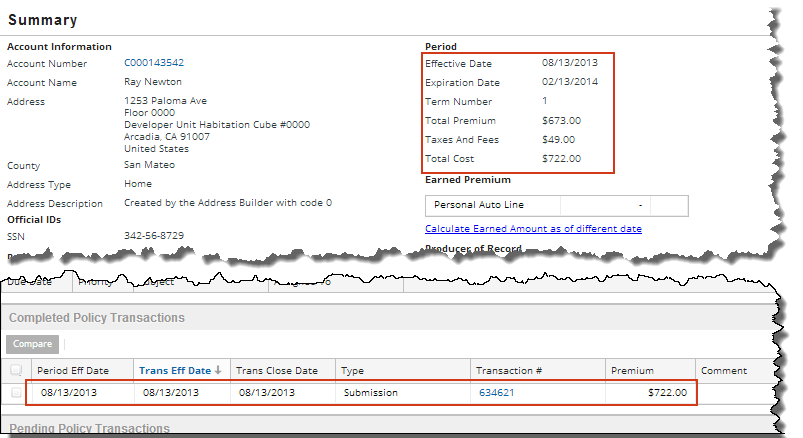 Summary
Account Information
Account Number C000143542
Account Name Ray Newton
Address 1253 Paloma Ave
Floor 0000
Developer Unit Habitation Cube #0000
Arcadia, CA 91007
United States
County San Mateo
Address Type Home
Address Description Created by the Address Builder with code 0
Official IDs
SSN 342-56-8729
Period
Effective Date 08/13/2013
Expiration Date 02/13/2014
Term Number 1
Total Premium $673.00
Taxes And Fees $49.00
Total Cost $722.00
Earned Premium
Personal Auto Line -
Calculate Earned Amount as of different date
Producer of Record
Due Date Priority Subject
Completed Policy Transactions
Compare
Period Eff Date Trans Eff Date ↓ Trans Close Date Type Transaction # Premium Comment
08/13/2013 08/13/2013 08/13/2013 Submission 634621 $722.00
Pending Policy Transactions